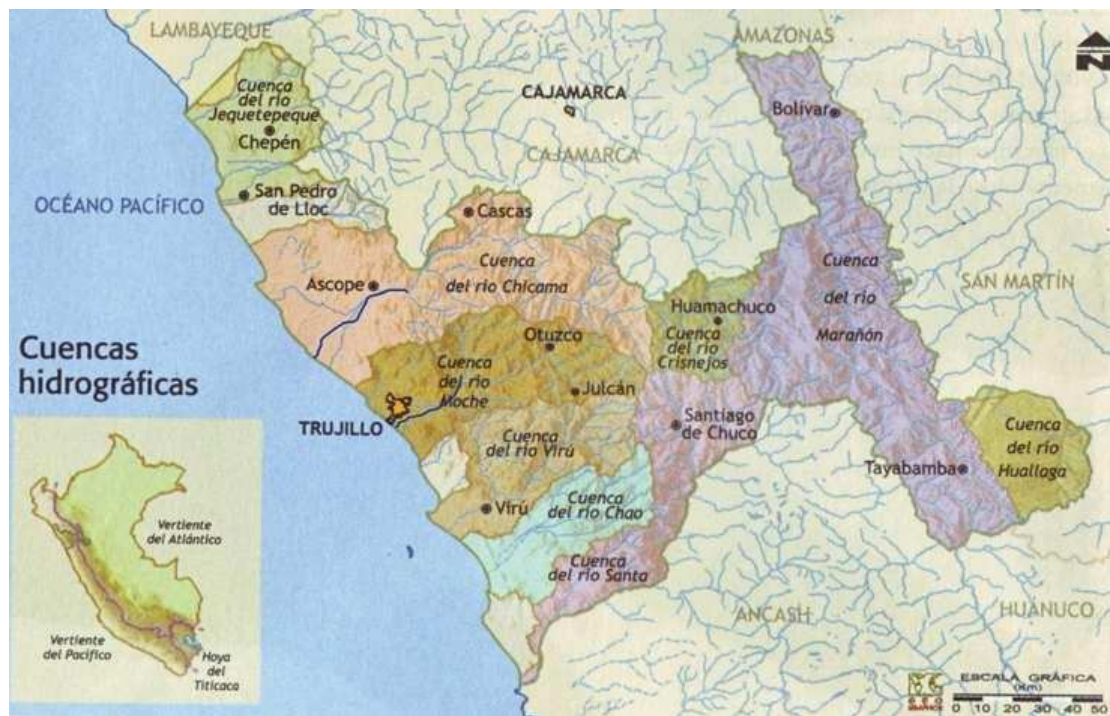 LAMBAYEQUE
AMAZONAS
N
Cuenca
del río
Jequetepeque
Chepén
CAJAMARCA
CAJAMARCA
Bolívar
OCÉANO PACÍFICO
San Pedro
de Lloc
Cascas
Ascope
Cuenca
del río Chicama
Cuenca
del río
Marañón
SAN MARTÍN
Huamachuco
Cuenca
del río
Crisnejos
Otuzco
Cuenca
del río
Moche
Julcán
Cuencas
hidrográficas
TRUJILLO
Santiago
de Chuco
Cuenca
del río Virú
Cuenca
del río
Huallaga
Tayabamba
Virú
Cuenca
del río Chao
Cuenca
del río Santa
Vertiente
del Atlántico
Vertiente
del Pacífico
Hoya
del
Titicaca
ANCASH
HUÁNUCO
ESCALA GRÁFICA
(Km)
0 10 20 30 40 50